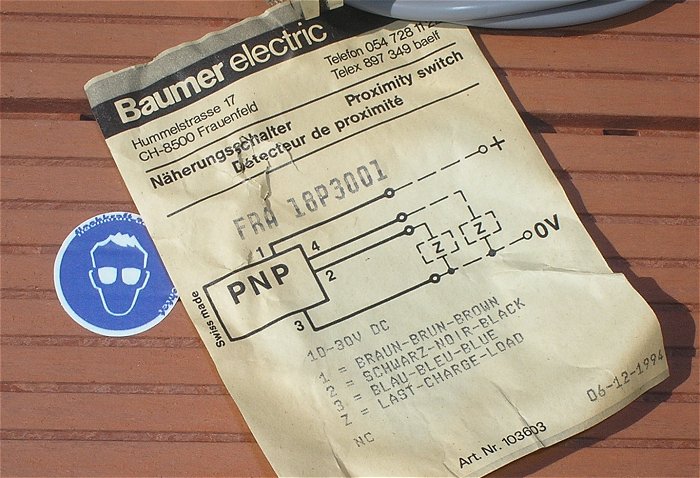 Baumer electric
Hummelstrasse 17
CH-8500 Frauenfeld
Telefon 054 728 11
Telex 897 349 baelf
Näherungsschalter
Proximity switch
Détecteur de proximité
FRA 18P3001
+
1
4
Z
Z
0V
PNP
2
3
Swiss made
10-30V DC
1 = BRAUN-BRUN-BROWN
2 = SCHWARZ-NOIR-BLACK
3 = BLAU-BLEU-BLUE
Z = LAST-CHARGE-LOAD
NC
06-12-1994
Art. Nr. 103603